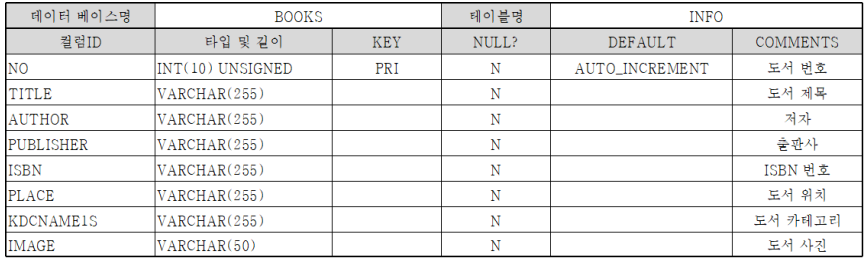 데이터 베이스명 BOOKS 테이블명 INFO
컬럼ID 타입 및 길이 KEY NULL? DEFAULT COMMENTS
NO INT(10) UNSIGNED PRI N AUTO_INCREMENT 도서 번호
TITLE VARCHAR(255) N 도서 제목
AUTHOR VARCHAR(255) N 저자
PUBLISHER VARCHAR(255) N 출판사
ISBN VARCHAR(255) N ISBN 번호
PLACE VARCHAR(255) N 도서 위치
KDCNAME1S VARCHAR(255) N 도서 카테고리
IMAGE VARCHAR(50) N 도서 사진